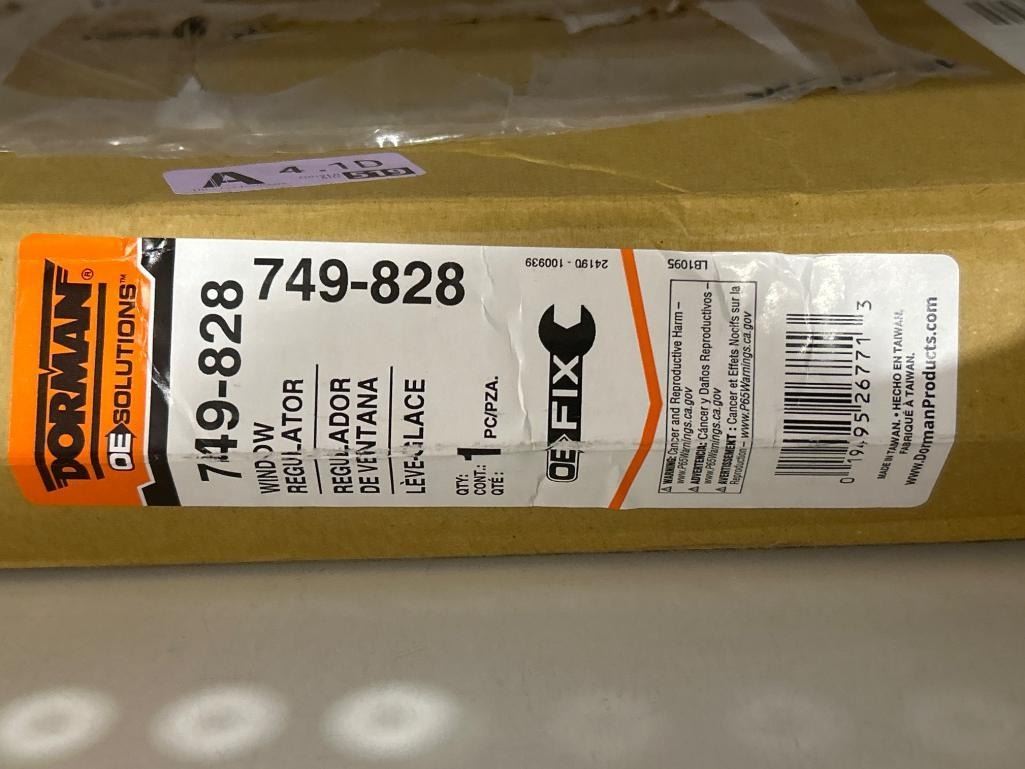 A 4 .1D
519
DORMAN®
OE SOLUTIONS™
749-828
749-828
WINDOW
REGULATOR
REGULADOR
DE VENTANA
LÈVE-GLACE
QTY:
CONT.: 1 PC/PZA.
QTÉ:
OE FIX
24190 - 100939
LB1095
⚠ WARNING: Cancer and Reproductive Harm –
www.P65Warnings.ca.gov
⚠ ADVERTENCIA: Cáncer y Daños Reproductivos –
www.P65Warnings.ca.gov
⚠ AVERTISSEMENT : Cancer et Effets Nocifs sur la
Reproduction – www.P65Warnings.ca.gov
0 19495 26771 3
MADE IN TAIWAN. • HECHO EN TAIWAN.
FABRIQUÉ A TAIWAN.
www.DormanProducts.com